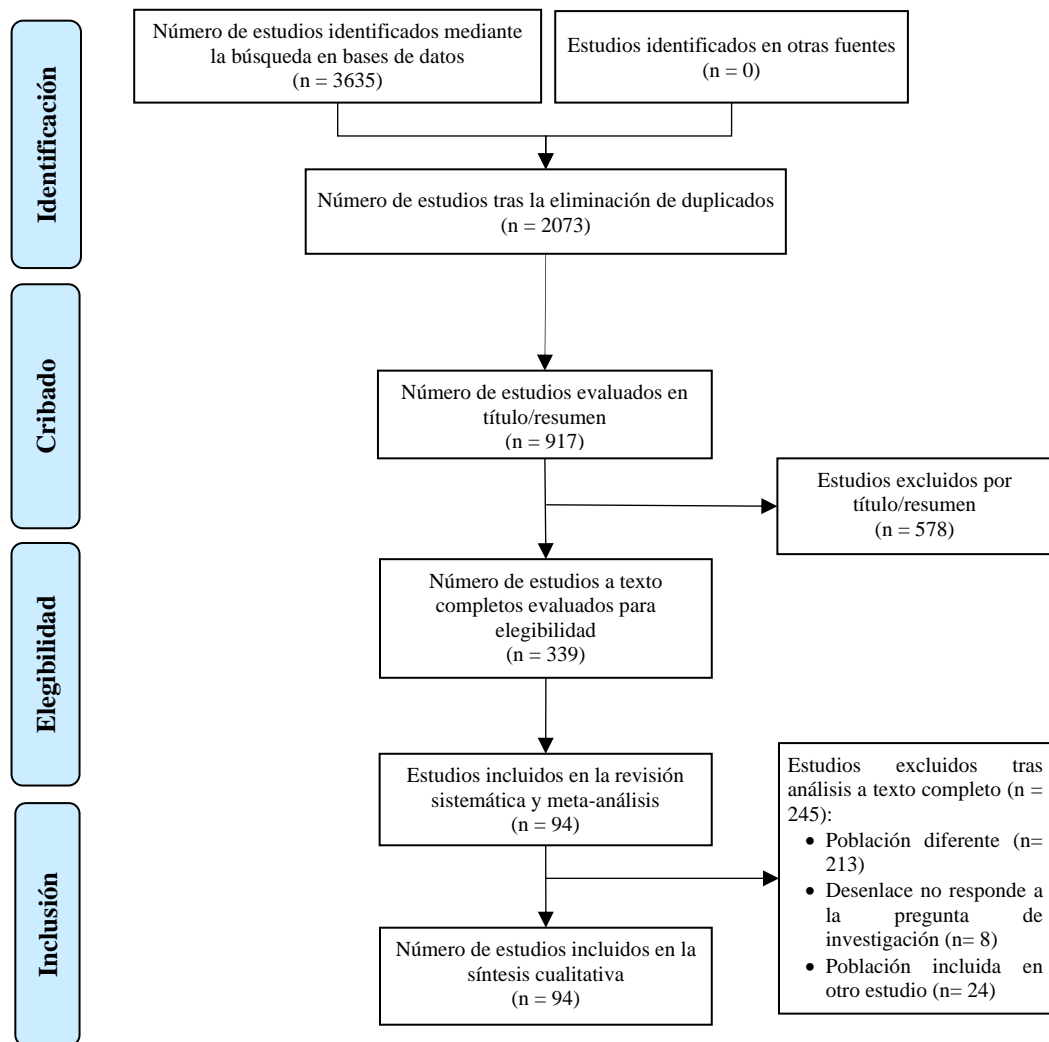 Identificación
Número de estudios identificados mediante
la búsqueda en bases de datos
(n = 3635)
Estudios identificados en otras fuentes
(n = 0)
Número de estudios tras la eliminación de duplicados
(n = 2073)
Cribado
Número de estudios evaluados en
título/resumen
(n = 917)
Estudios excluidos por
título/resumen
(n = 578)
Elegibilidad
Número de estudios a texto
completos evaluados para
elegibilidad
(n = 339)
Estudios incluidos en la revisión
sistemática y meta-análisis
(n = 94)
Estudios excluidos tras
análisis a texto completo (n =
245):
• Población diferente (n=
213)
• Desenlace no responde a
la pregunta de
investigación (n= 8)
• Población incluida en
otro estudio (n= 24)
Inclusión
Número de estudios incluidos en la
síntesis cualitativa
(n = 94)